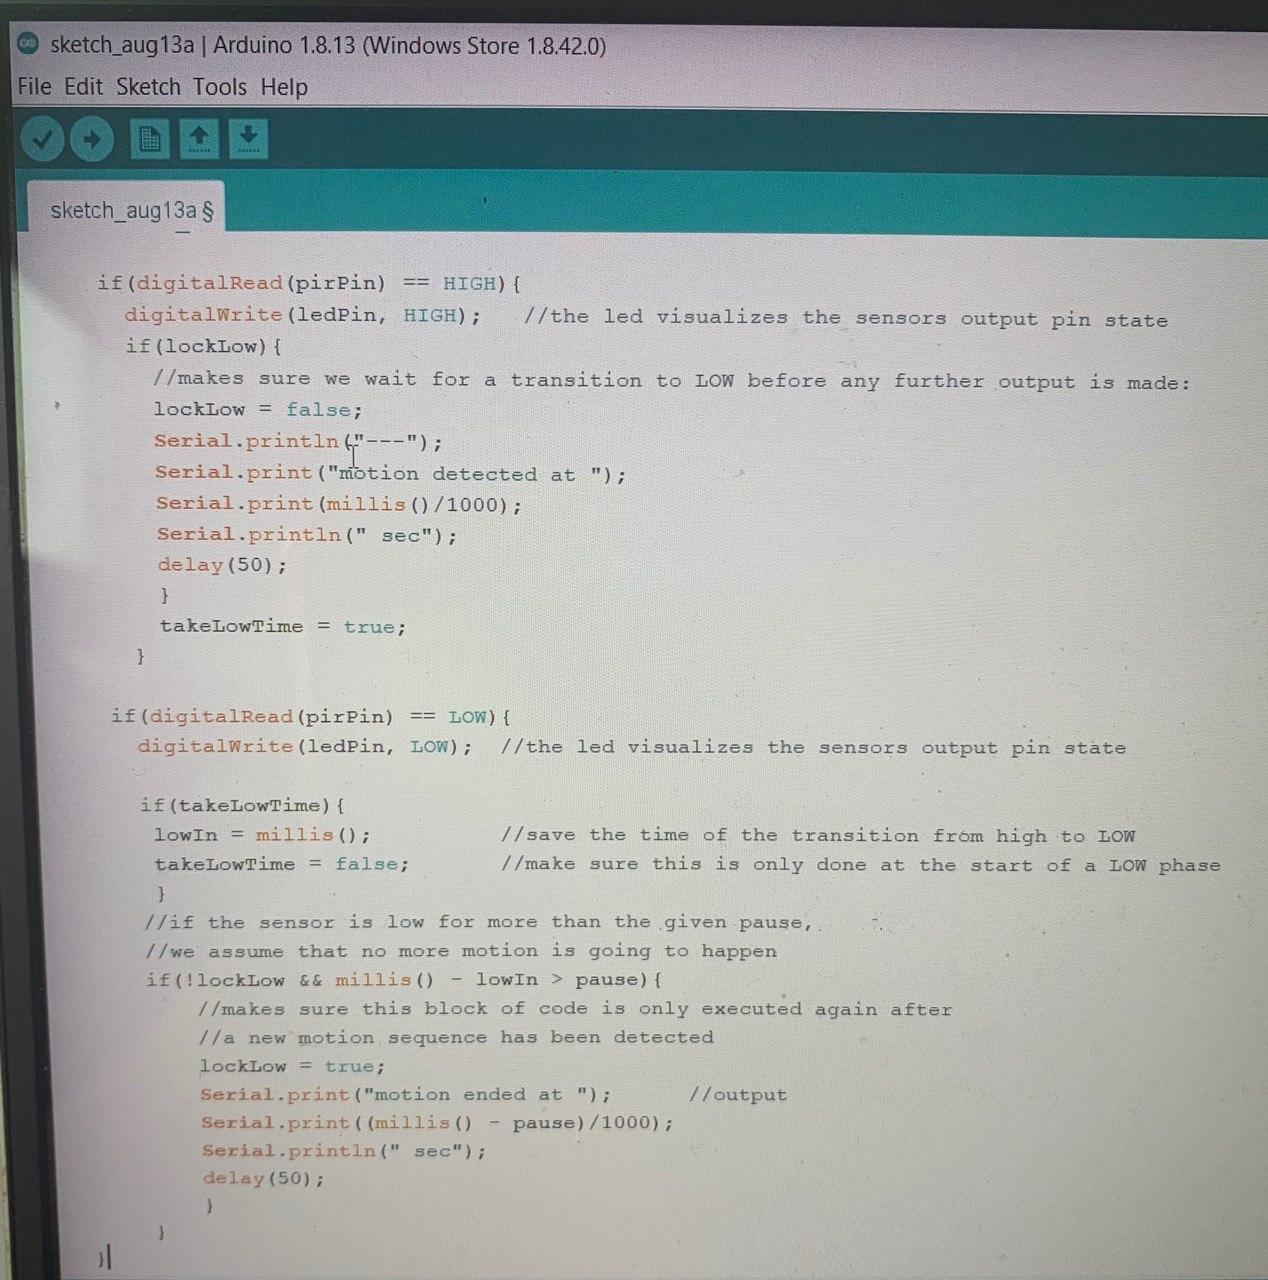 sketch_aug13a | Arduino 1.8.13 (Windows Store 1.8.42.0)
File Edit Sketch Tools Help
sketch_aug13a §
if(digitalRead(pirPin) == HIGH){
digitalWrite(ledPin, HIGH); //the led visualizes the sensors output pin state
if(lockLow){
//makes sure we wait for a transition to LOW before any further output is made:
lockLow = false;
Serial.println("---");
Serial.print("motion detected at ");
Serial.print(millis()/1000);
Serial.println(" sec");
delay(50);
}
takeLowTime = true;
}
if(digitalRead(pirPin) == LOW){
digitalWrite(ledPin, LOW); //the led visualizes the sensors output pin state
if(takeLowTime){
lowIn = millis(); //save the time of the transition from high to LOW
takeLowTime = false; //make sure this is only done at the start of a LOW phase
}
//if the sensor is low for more than the given pause,
//we assume that no more motion is going to happen
if(!lockLow && millis() - lowIn > pause){
//makes sure this block of code is only executed again after
//a new motion sequence has been detected
lockLow = true;
Serial.print("motion ended at "); //output
Serial.print((millis() - pause)/1000);
Serial.println(" sec");
delay(50);
}
}
}